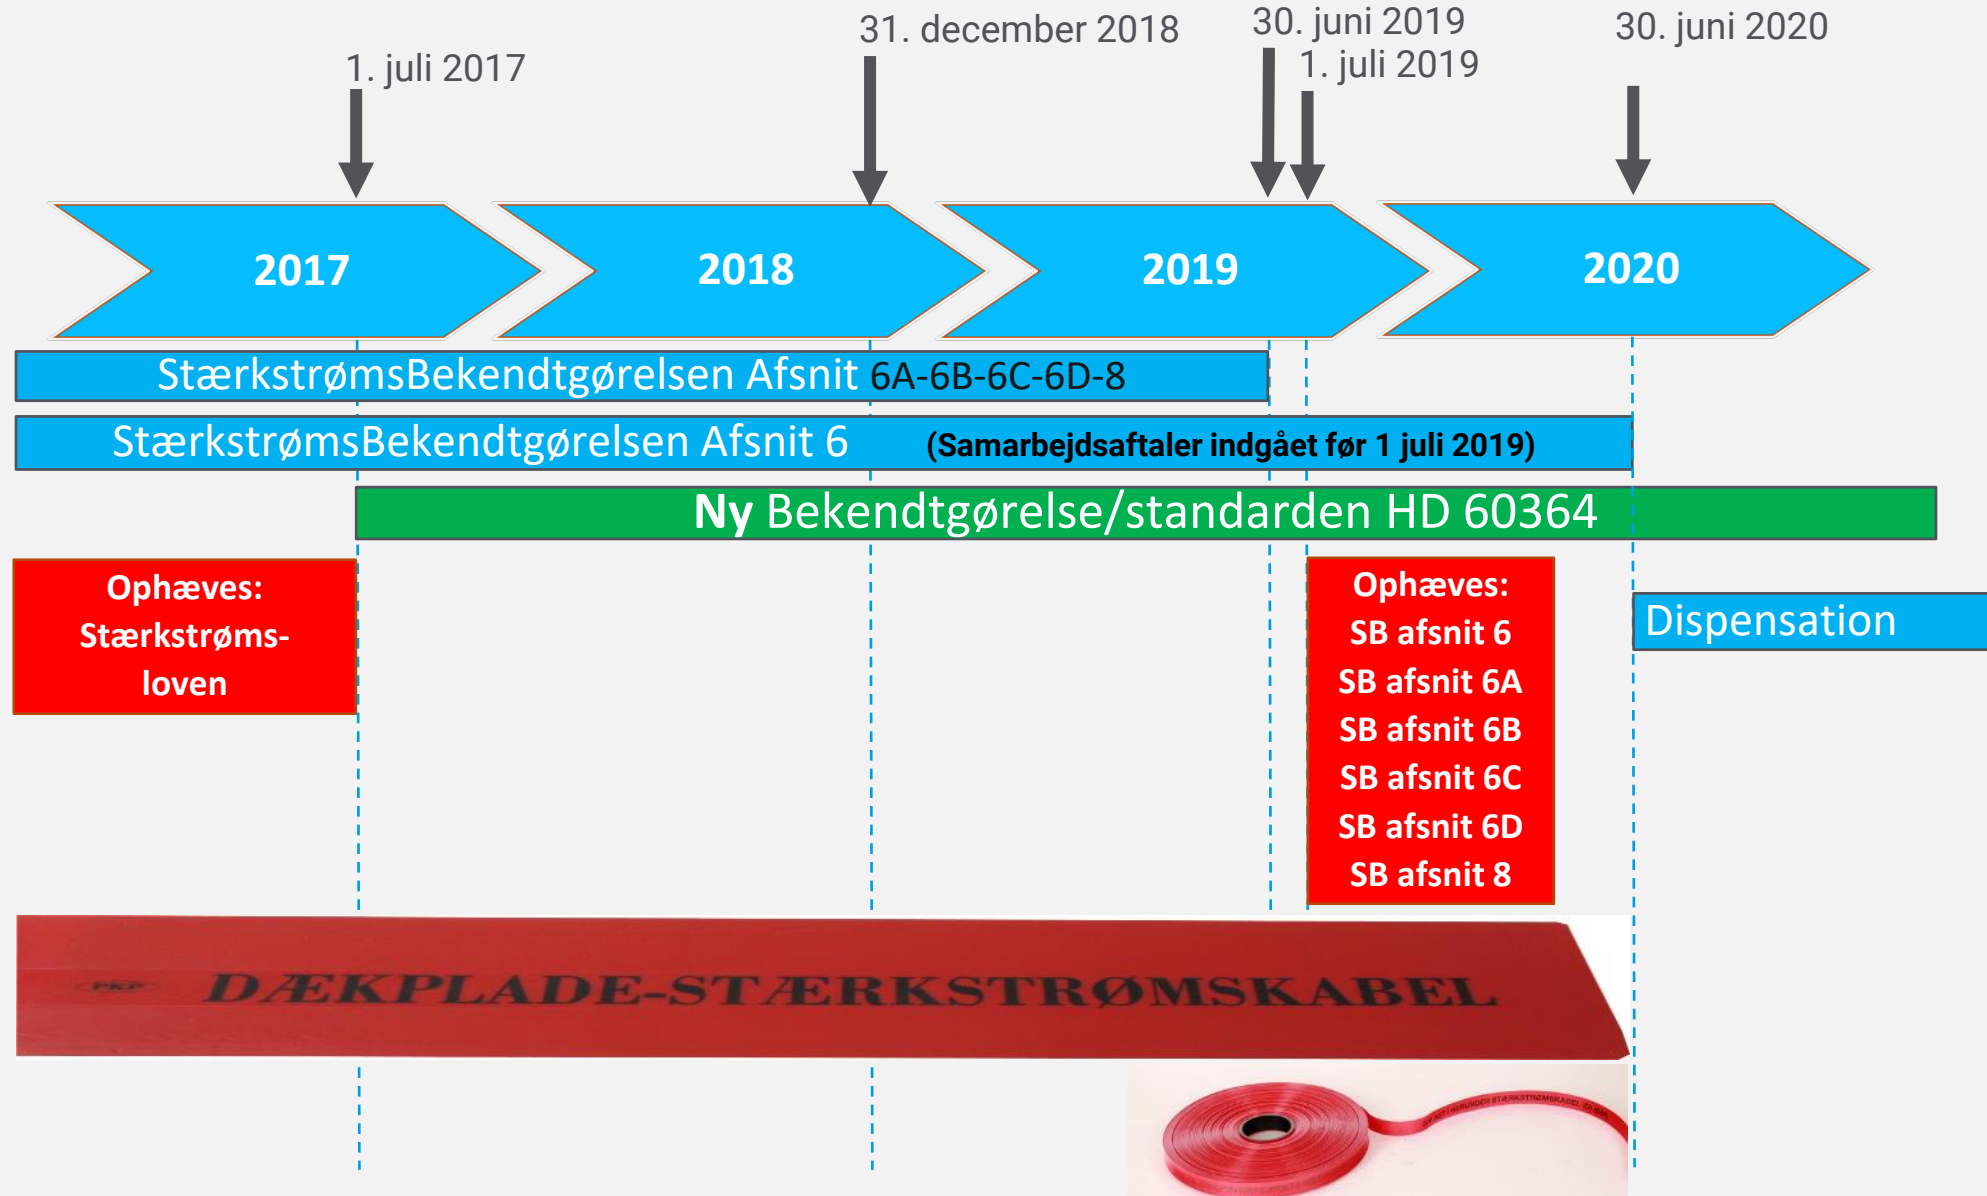 1. juli 2017
31. december 2018
30. juni 2019
1. juli 2019
30. juni 2020
2017
2018
2019
2020
StærkstrømsBekendtgørelsen Afsnit 6A-6B-6C-6D-8
StærkstrømsBekendtgørelsen Afsnit 6 (Samarbejdsaftaler indgået før 1 juli 2019)
Ny Bekendtgørelse/standarden HD 60364
Ophæves:
Stærkstrøms-
loven
Ophæves:
SB afsnit 6
SB afsnit 6A
SB afsnit 6B
SB afsnit 6C
SB afsnit 6D
SB afsnit 8
Dispensation
PKP DÆKPLADE-STÆRKSTRØMSKABEL
HERUNDER STÆRKSTRØMSKABEL